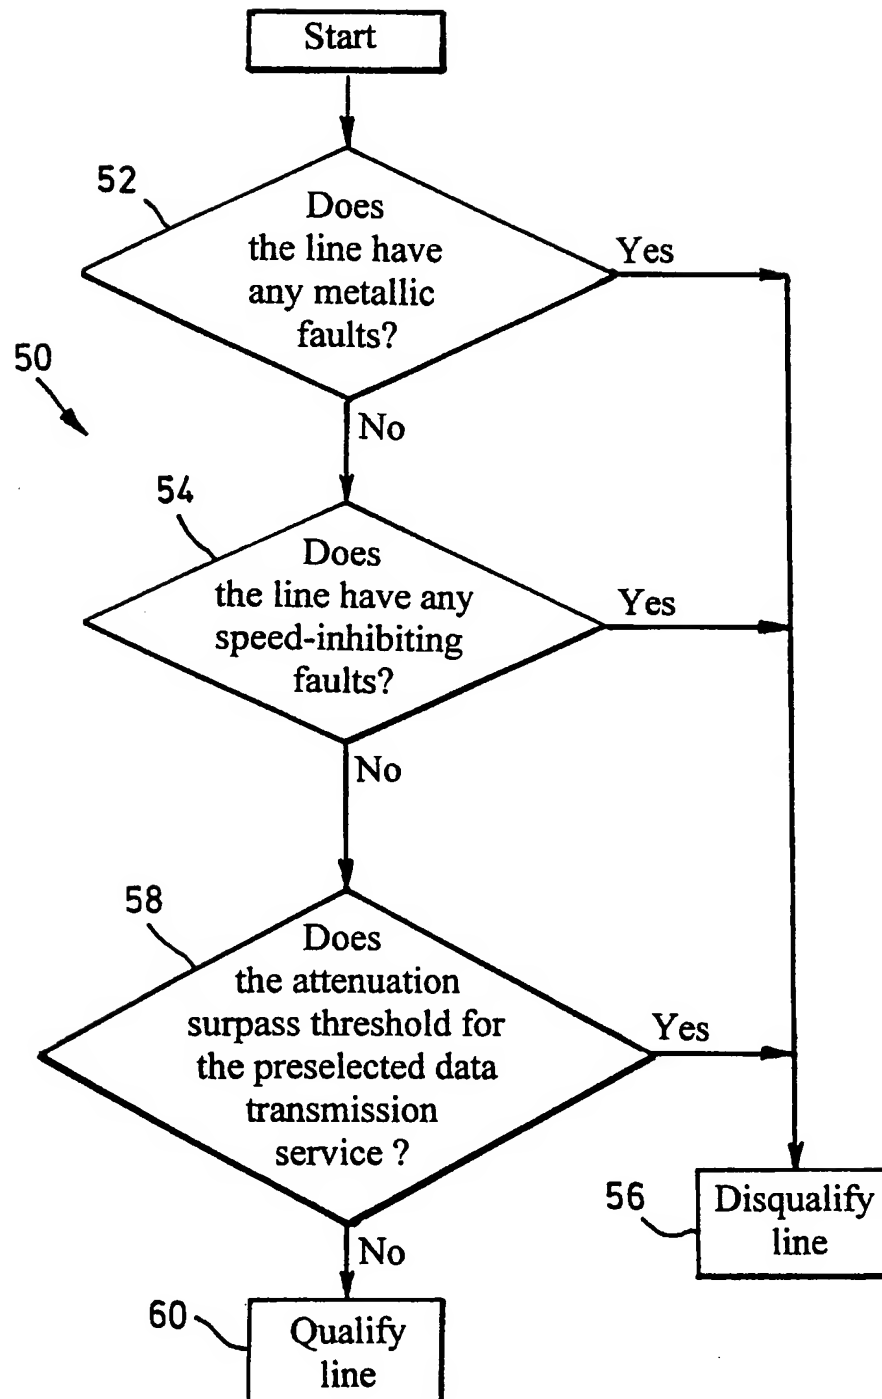 Start
52
Does
the line have
any metallic
faults?
Yes
50
No
54
Does
the line have any
speed-inhibiting
faults?
Yes
No
58
Does
the attenuation
surpass threshold for
the preselected data
transmission
service ?
Yes
56
Disqualify
line
No
60
Qualify
line